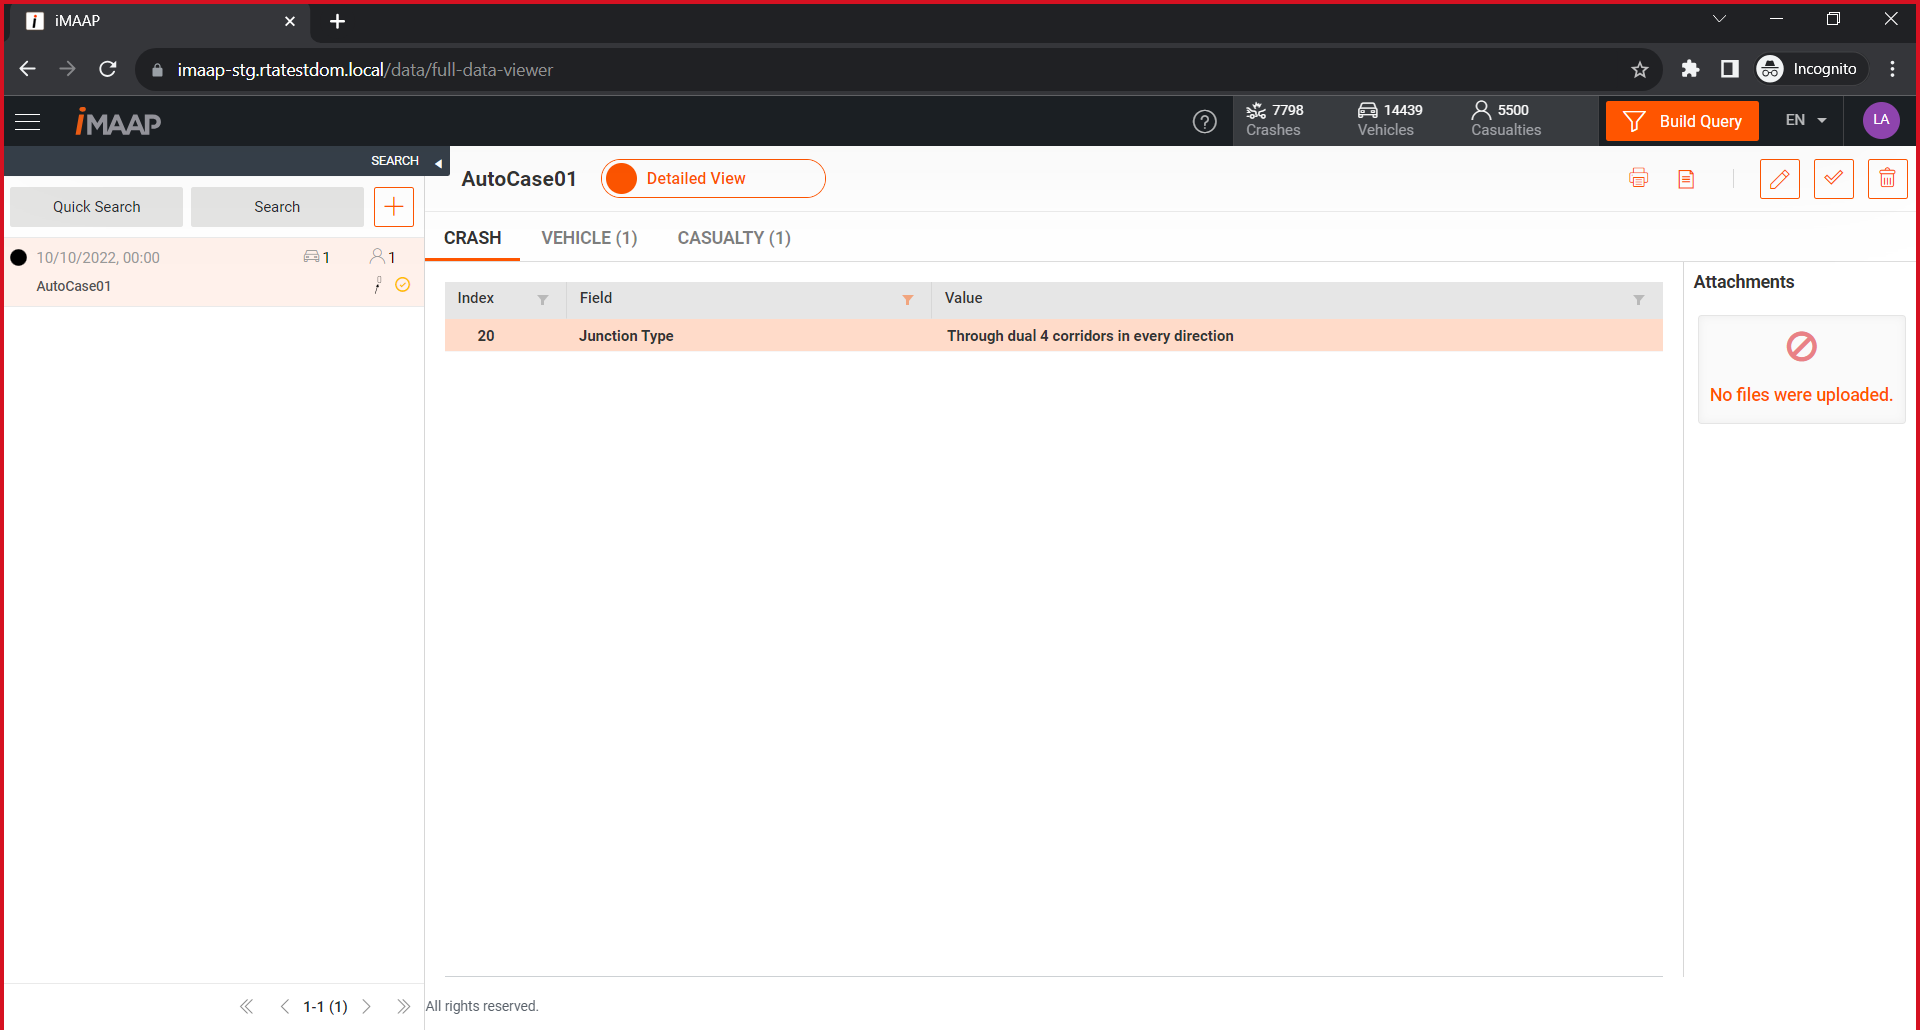 iMAAP
imaap-stg.rtatestdom.local/data/full-data-viewer
Incognito
iMAAP
7798
Crashes
14439
Vehicles
5500
Casualties
Build Query
EN
LA
SEARCH
AutoCase01
Detailed View
Quick Search
Search
CRASH
VEHICLE (1)
CASUALTY (1)
10/10/2022, 00:00
1
1
AutoCase01
Index
Field
Value
20
Junction Type
Through dual 4 corridors in every direction
Attachments
No files were uploaded.
1-1 (1)
All rights reserved.